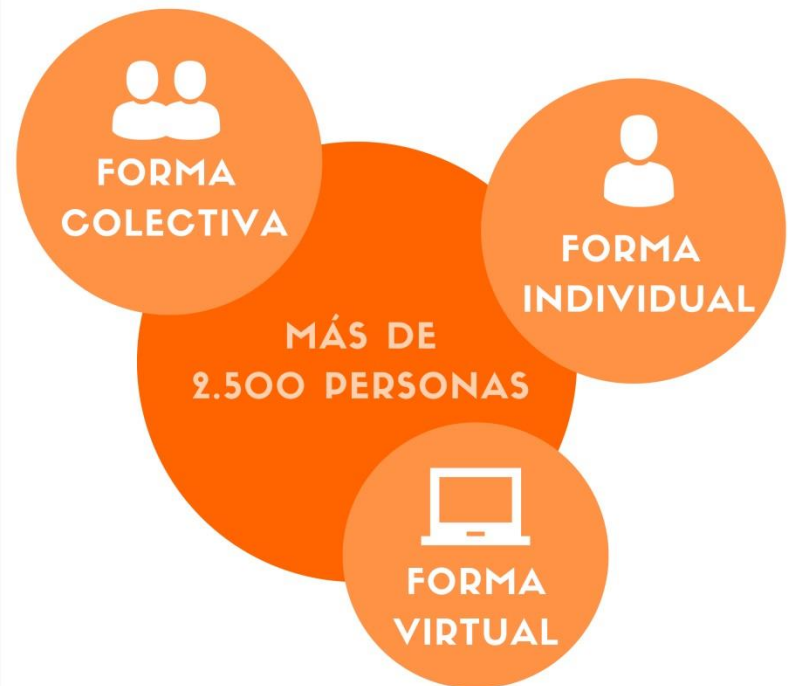 FORMA
COLECTIVA
FORMA
INDIVIDUAL
MÁS DE
2.500 PERSONAS
FORMA
VIRTUAL